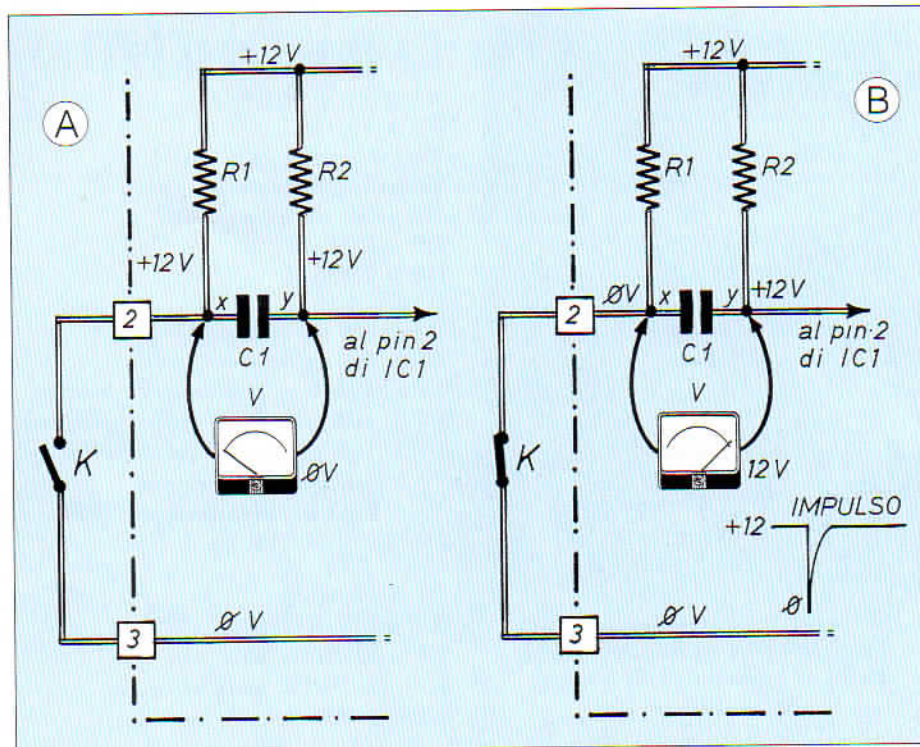 A
+12V
R1
R2
+12V
+12V
2
x
y
C1
al pin 2
di IC1
V
ØV
K
3
ØV
B
+12V
R1
R2
2
ØV
x
y
+12V
C1
al pin·2
di IC1
V
12V
K
IMPULSO
+12
Ø
3
ØV